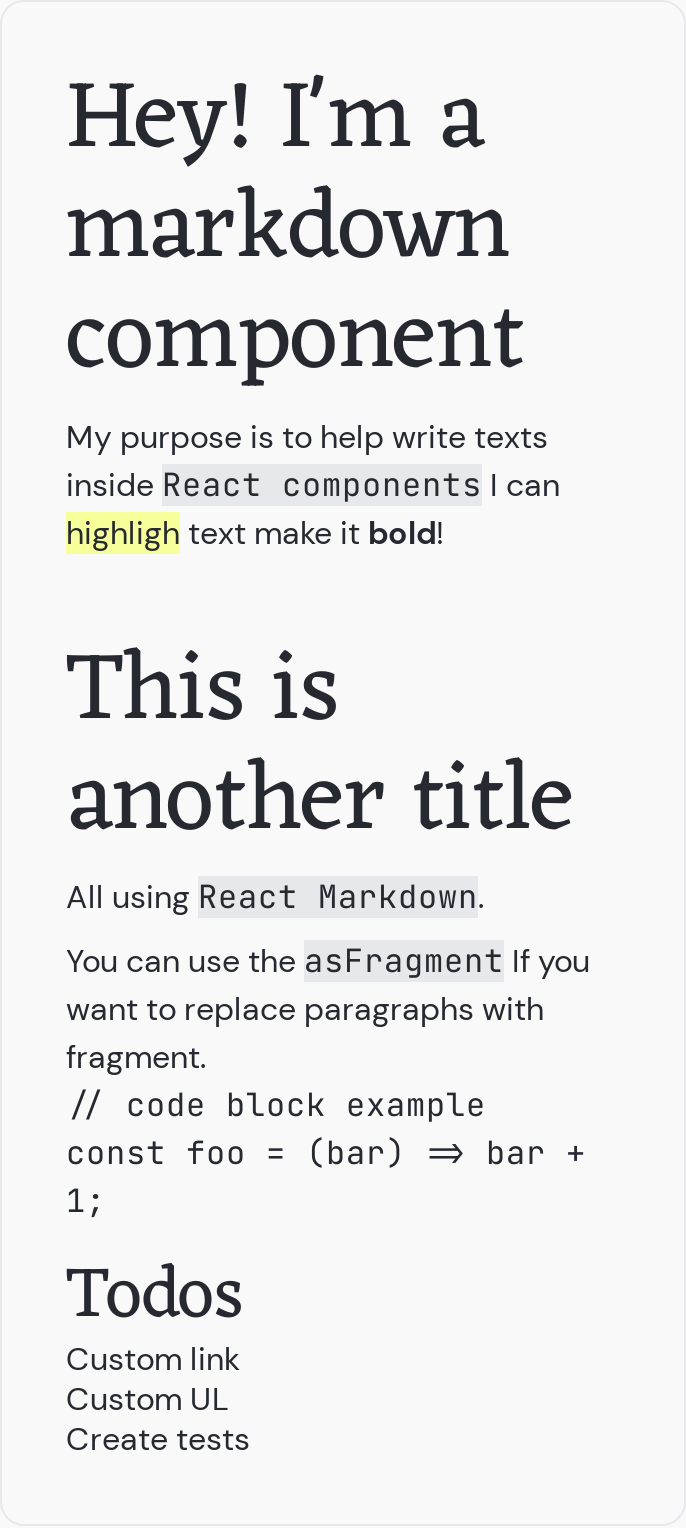 Hey! I'm a
markdown
component
My purpose is to help write texts
inside React components I can
highligh text make it bold!
This is
another title
All using React Markdown.
You can use the asFragment If you
want to replace paragraphs with
fragment.
// code block example
const foo = (bar) => bar +
1;
Todos
Custom link
Custom UL
Create tests